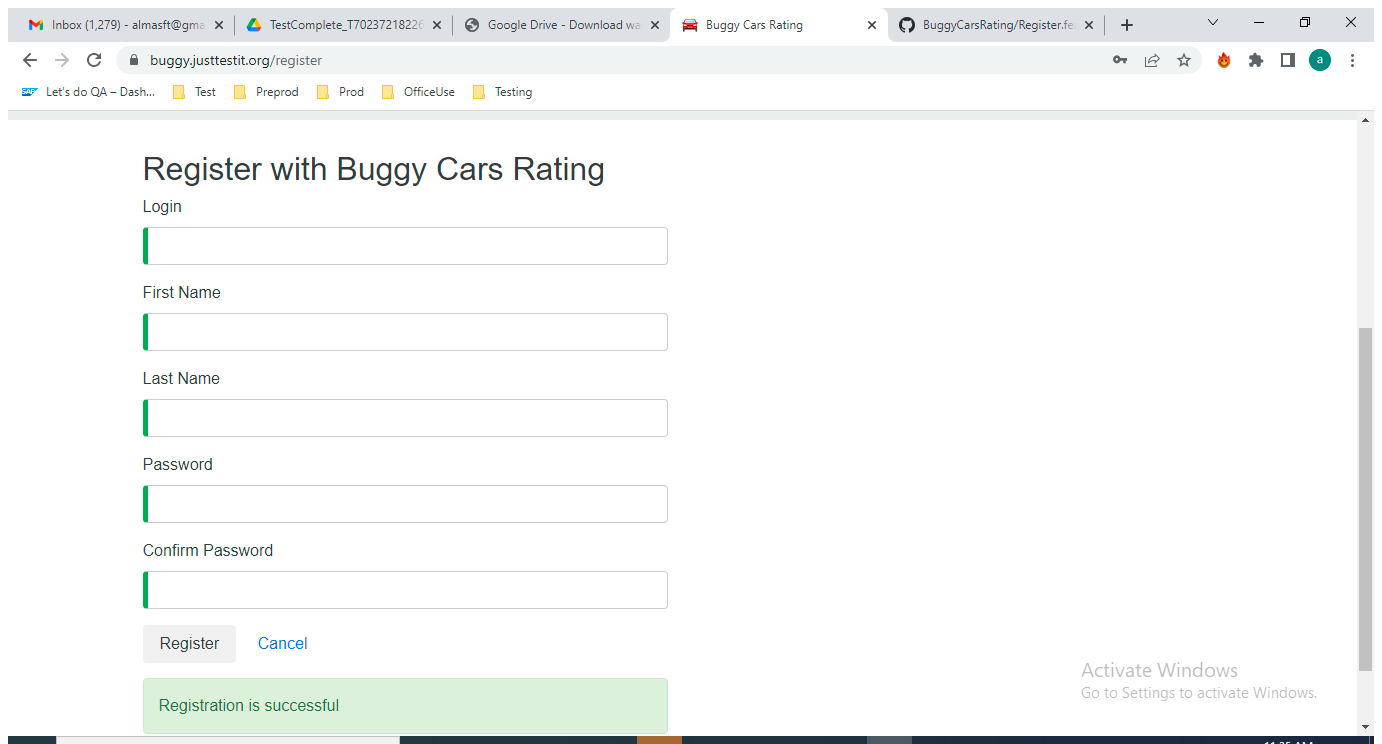 Inbox (1,279) - almasft@gma
TestComplete_T70237218226
Google Drive - Download wa
Buggy Cars Rating
BuggyCarsRating/Register.fe
buggy.justtestit.org/register
a
SAP
Let's do QA – Dash...
Test
Preprod
Prod
OfficeUse
Testing
Register with Buggy Cars Rating
Login
First Name
Last Name
Password
Confirm Password
Register
Cancel
Registration is successful
Activate Windows
Go to Settings to activate Windows.